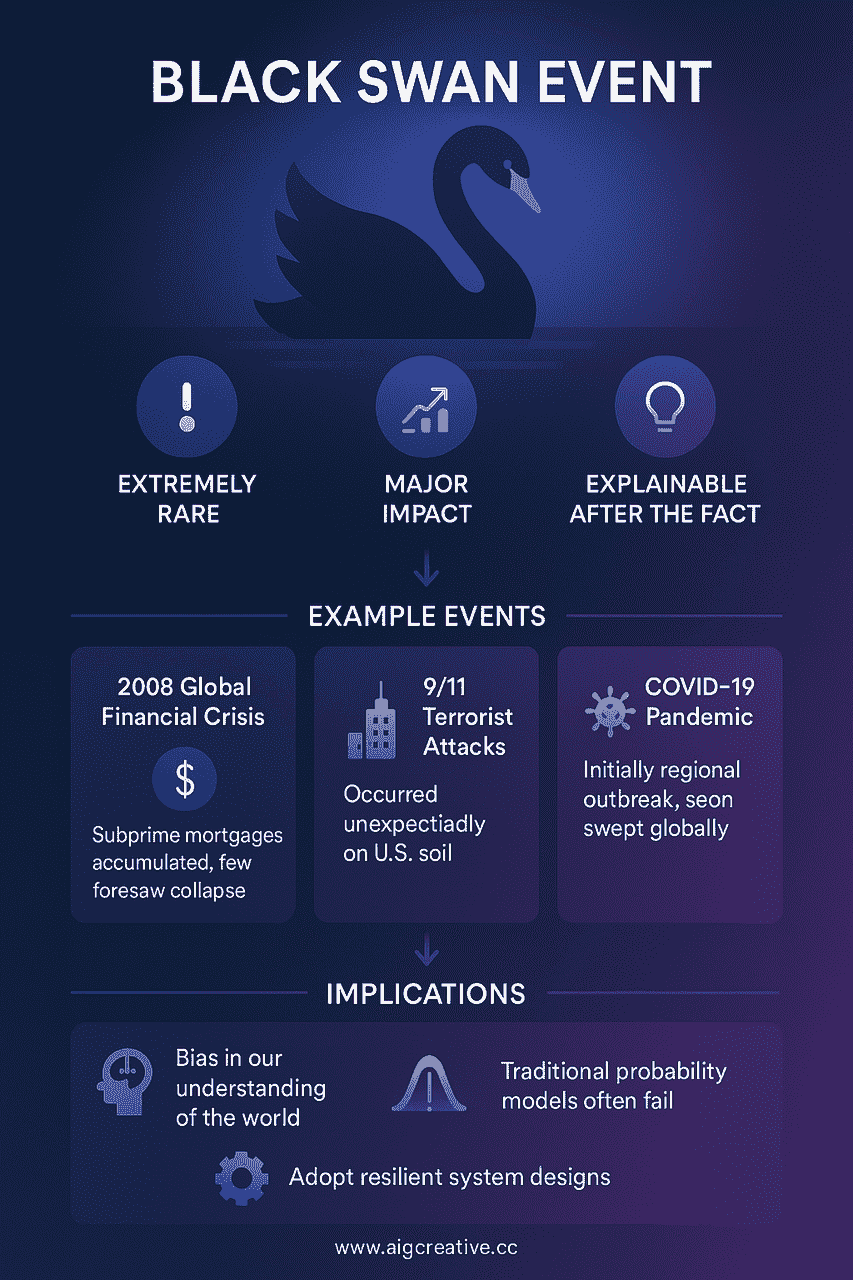 BLACK SWAN EVENT
EXTREMELY
RARE
MAJOR
IMPACT
EXPLAINABLE
AFTER THE FACT
EXAMPLE EVENTS
2008 Global
Financial Crisis
$
Subprime mortgages
accumulated, few
foresaw collapse
9/11
Terrorist
Attacks
Occurred
unexpectiadly
on U.S. soil
COVID-19
Pandemic
Initially regional
outbreak, seon
swept globally
IMPLICATIONS
Bias in our
understanding
of the world
Traditional probability
models often fail
Adopt resilient system designs
www.aigcreative.cc